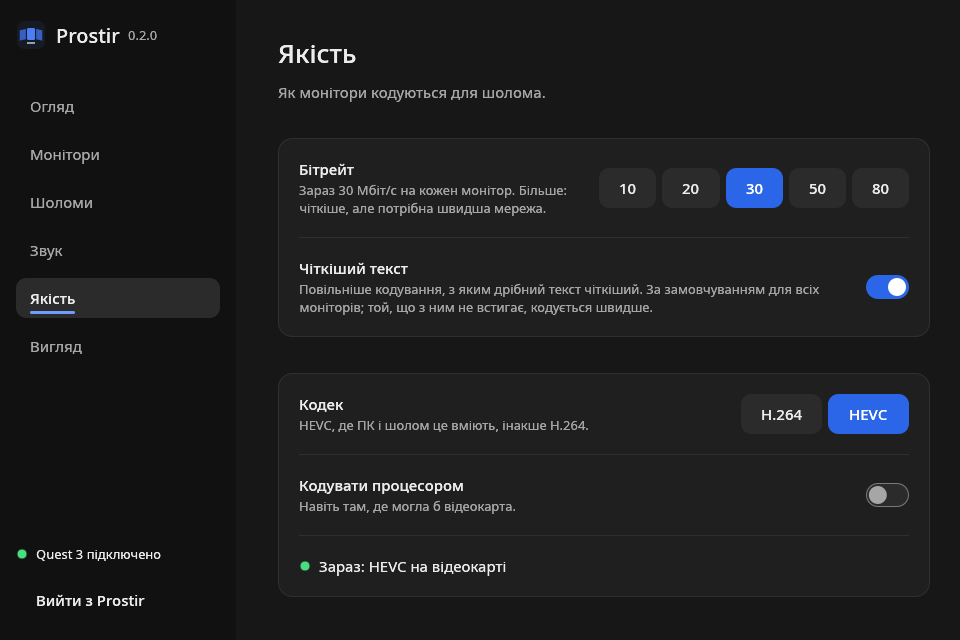 Prostir 0.2.0
Огляд
Монітори
Шоломи
Звук
Якість
Вигляд
Quest 3 підключено
Вийти з Prostir
Якість
Як монітори кодуються для шолома.
Бітрейт
Зараз 30 Мбіт/с на кожен монітор. Більше:
чіткіше, але потрібна швидша мережа.
10 20 30 50 80
Чіткіший текст
Повільніше кодування, з яким дрібний текст чіткіший. За замовчуванням для всіх
моніторів; той, що з ним не встигає, кодується швидше.
Кодек
HEVC, де ПК і шолом це вміють, інакше H.264.
H.264 HEVC
Кодувати процесором
Навіть там, де могла б відеокарта.
Зараз: HEVC на відеокарті